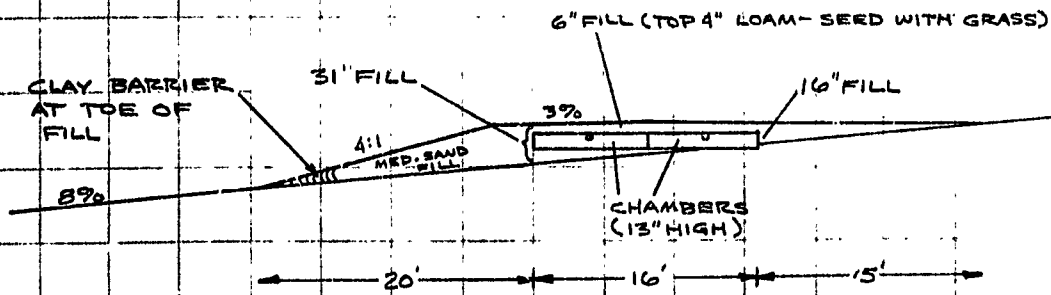 6" FILL (TOP 4" LOAM - SEED WITH GRASS)
31" FILL
CLAY BARRIER
AT TOE OF
FILL
16" FILL
3%
4:1
MED. SAND
FILL
8%
CHAMBERS
(13" HIGH)
20'
16'
15'